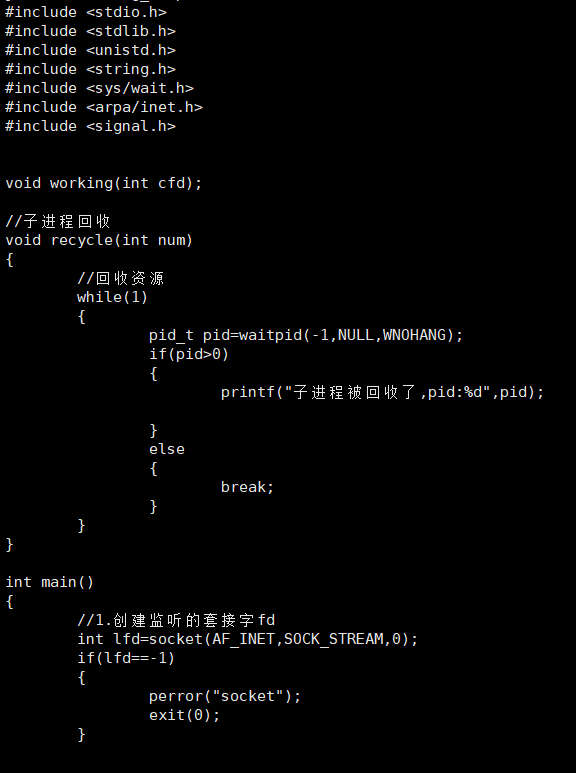 #include <stdio.h>
#include <stdlib.h>
#include <unistd.h>
#include <string.h>
#include <sys/wait.h>
#include <arpa/inet.h>
#include <signal.h>
void working(int cfd);
//子进程回收
void recycle(int num)
{
//回收资源
while(1)
{
pid_t pid=waitpid(-1,NULL,WNOHANG);
if(pid>0)
{
printf("子进程被回收了,pid:%d",pid);
}
else
{
break;
}
}
}
int main()
{
//1.创建监听的套接字fd
int lfd=socket(AF_INET,SOCK_STREAM,0);
if(lfd==-1)
{
perror("socket");
exit(0);
}